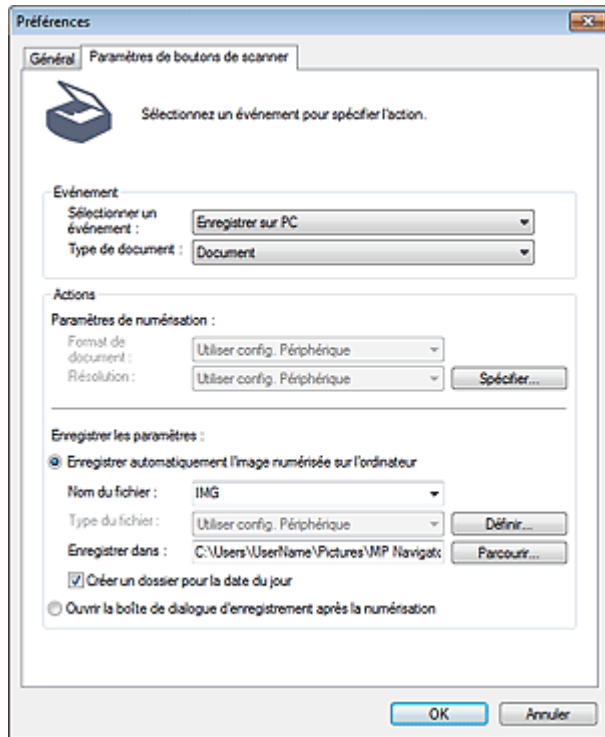 Préférences
Général
Paramètres de boutons de scanner
Sélectionnez un événement pour spécifier l'action.
Evénement
Sélectionner un
événement :
Enregistrer sur PC
Type de document :
Document
Actions
Paramètres de numérisation :
Format de
document :
Utiliser config. Périphérique
Résolution :
Utiliser config. Périphérique
Spécifier...
Enregistrer les paramètres :
Enregistrer automatiquement l'image numérisée sur l'ordinateur
Nom du fichier :
IMG
Type du fichier :
Utiliser config. Périphérique
Définir...
Enregistrer dans :
C:\Users\UserName\Pictures\MP Navigato
Parcourir...
Créer un dossier pour la date du jour
Ouvrir la boîte de dialogue d'enregistrement après la numérisation
OK
Annuler